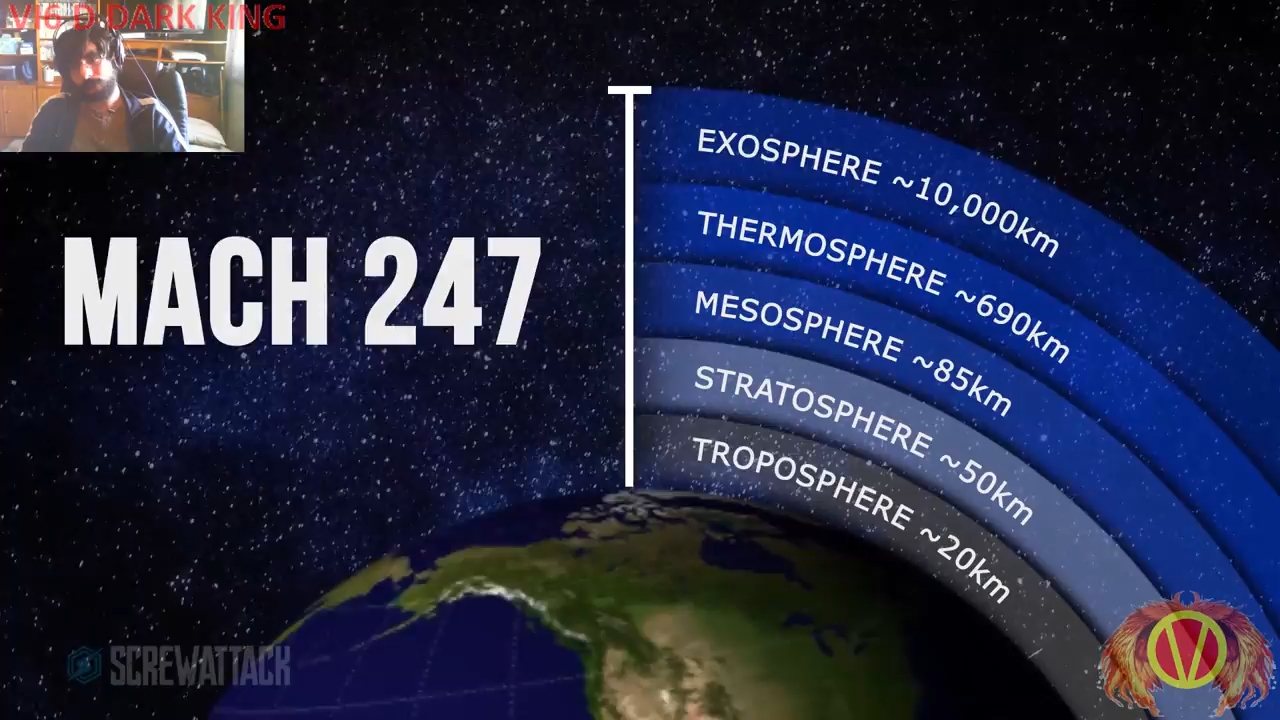 VI6 D DARK KING
MACH 247
EXOSPHERE ~10,000km
THERMOSPHERE ~690km
MESOSPHERE ~85km
STRATOSPHERE ~50km
TROPOSPHERE ~20km
SCREWATTACK
V